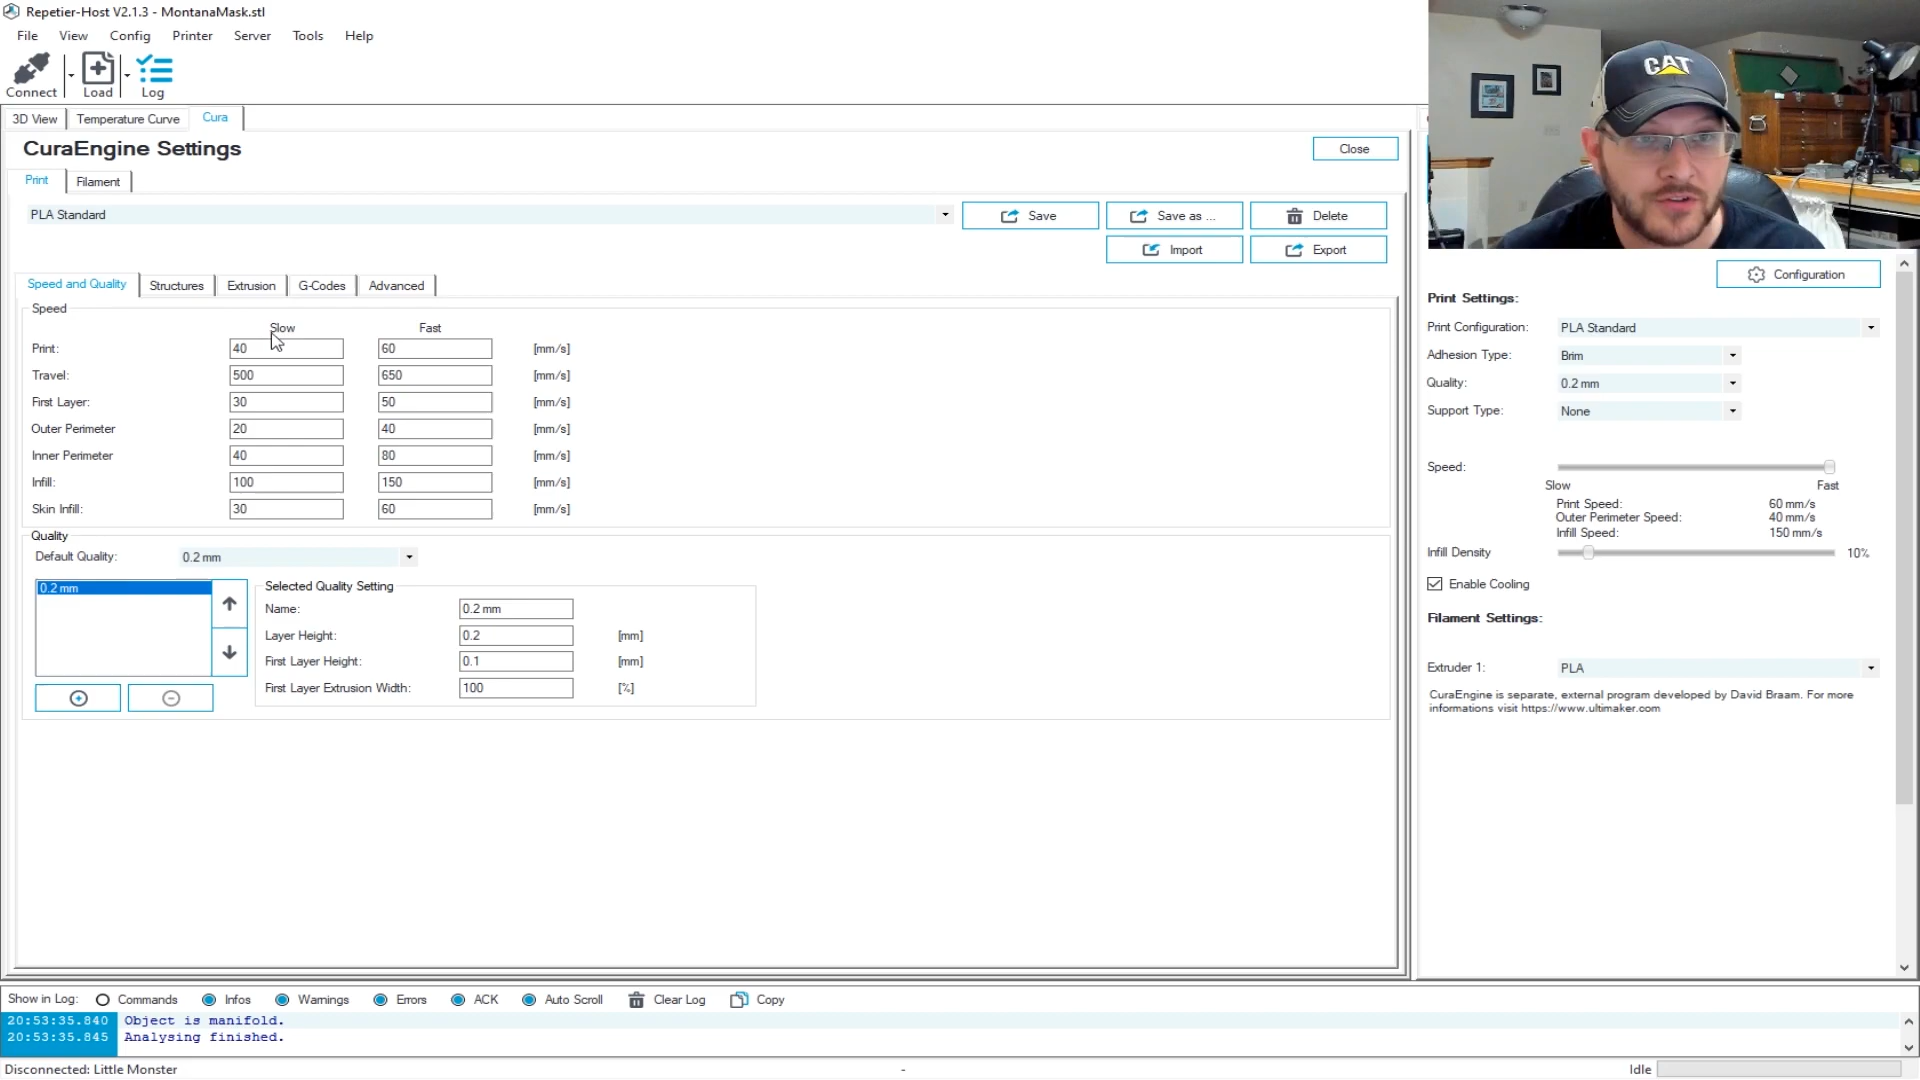 Repetier-Host V2.1.3 - MontanaMask.stl
File View Config Printer Server Tools Help
Connect Load Log
3D View Temperature Curve Cura
CuraEngine Settings
Close
Print Filament
PLA Standard
Save Save as ... Delete
Import Export
Speed and Quality Structures Extrusion G-Codes Advanced
Speed
Slow Fast
Print: 40 60 [mm/s]
Travel: 500 650 [mm/s]
First Layer: 30 50 [mm/s]
Outer Perimeter 20 40 [mm/s]
Inner Perimeter 40 80 [mm/s]
Infill: 100 150 [mm/s]
Skin Infill: 30 60 [mm/s]
Quality
Default Quality: 0.2 mm
0.2 mm
Selected Quality Setting
Name: 0.2 mm
Layer Height: 0.2 [mm]
First Layer Height: 0.1 [mm]
First Layer Extrusion Width: 100 [%]
CAT
Configuration
Print Settings:
Print Configuration: PLA Standard
Adhesion Type: Brim
Quality: 0.2 mm
Support Type: None
Speed:
Slow Fast
Print Speed: 60 mm/s
Outer Perimeter Speed: 40 mm/s
Infill Speed: 150 mm/s
Infill Density 10%
Enable Cooling
Filament Settings:
Extruder 1: PLA
CuraEngine is separate, external program developed by David Braam. For more
informations visit https://www.ultimaker.com
Show in Log: Commands Infos Warnings Errors ACK Auto Scroll Clear Log Copy
20:53:35.840 Object is manifold.
20:53:35.845 Analysing finished.
Disconnected: Little Monster - Idle